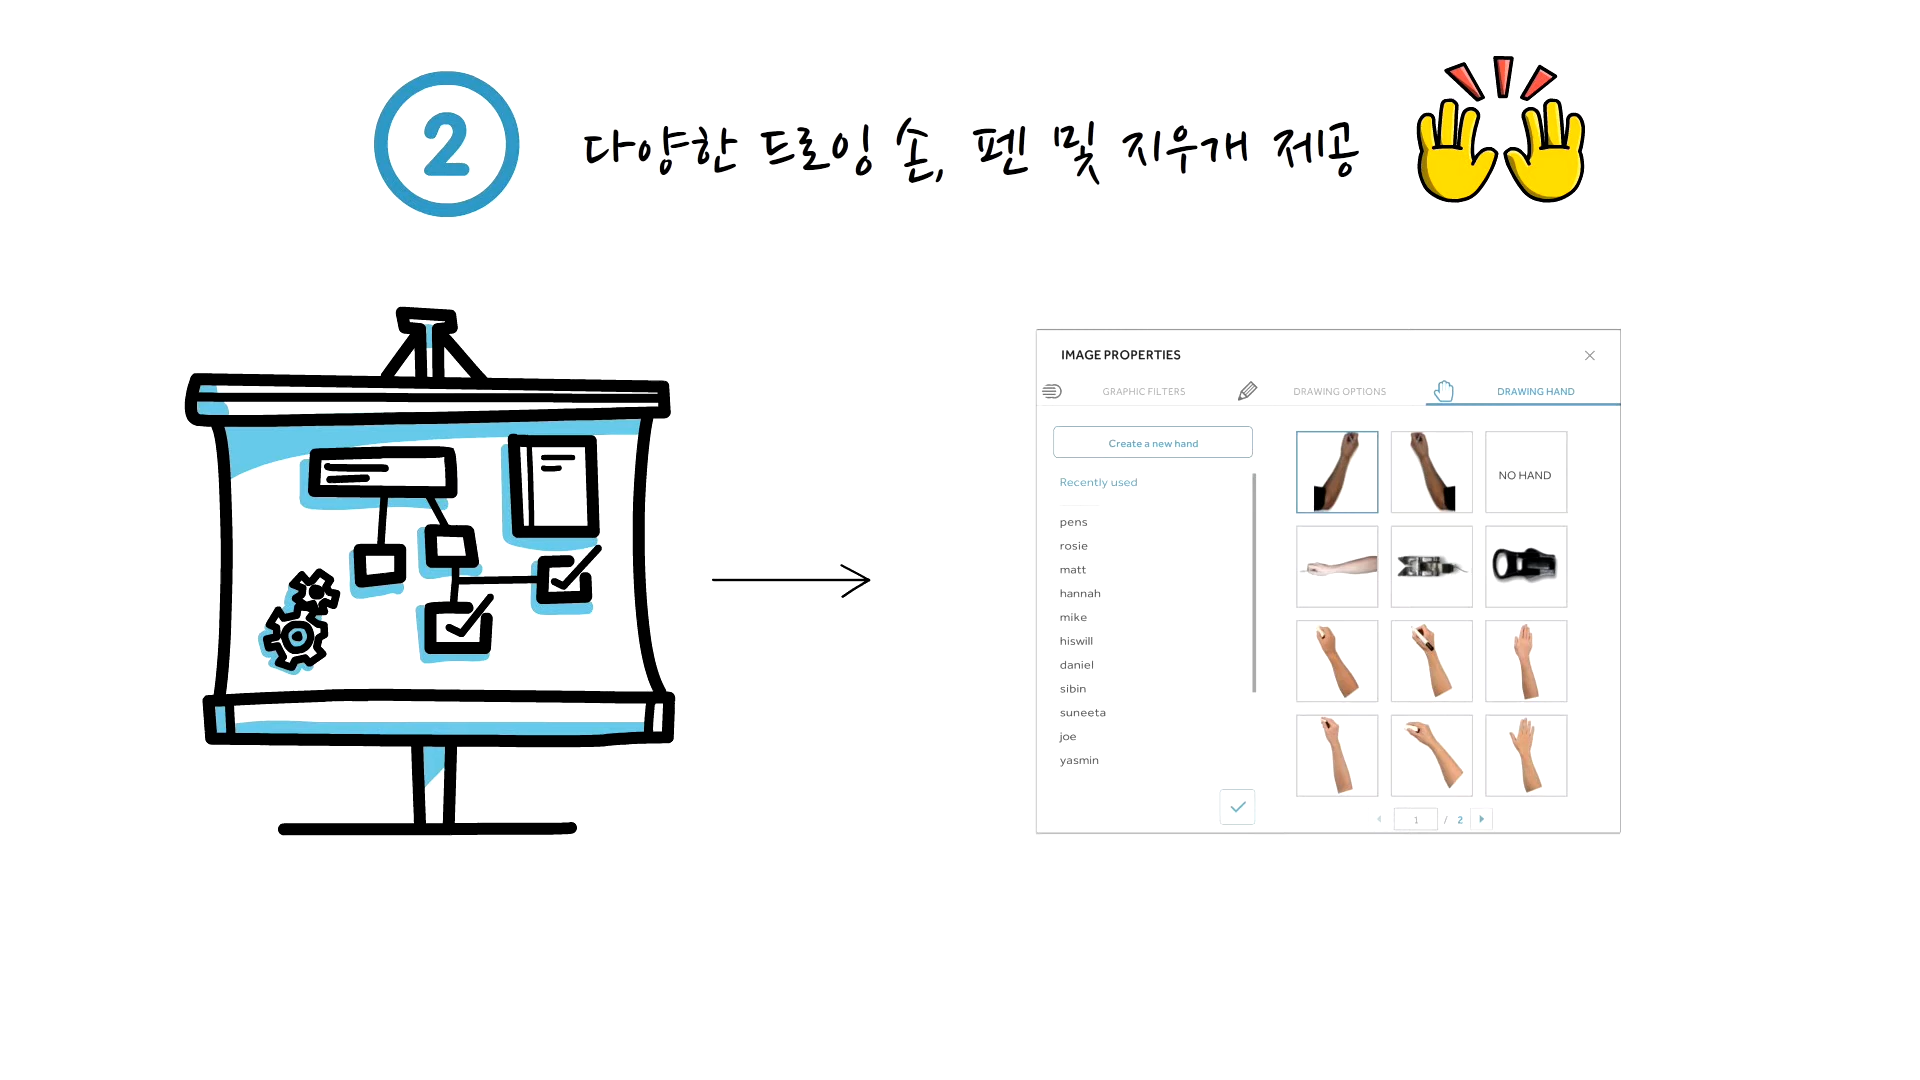 2
다양한 드로잉 손, 펜 및 지우개 제공
IMAGE PROPERTIES
GRAPHIC FILTERS
DRAWING OPTIONS
DRAWING HAND
Create a new hand
Recently used
pens
rosie
matt
hannah
mike
hiswill
daniel
sibin
suneeta
joe
yasmin
NO HAND
1 / 2